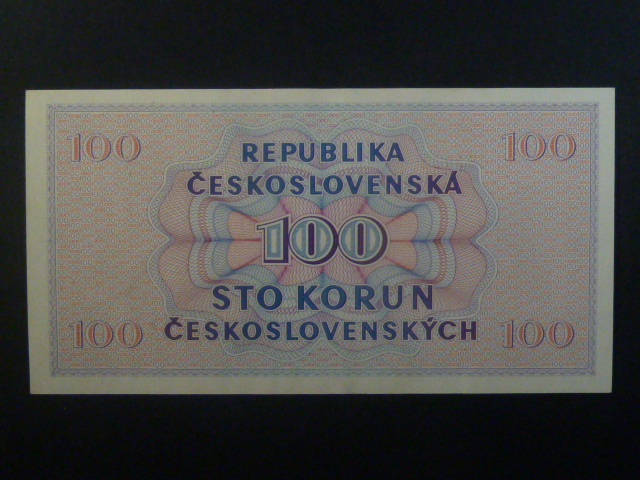 100 100
REPUBLIKA
ČESKOSLOVENSKÁ
100
STO KORUN
ČESKOSLOVENSKÝCH
100 100